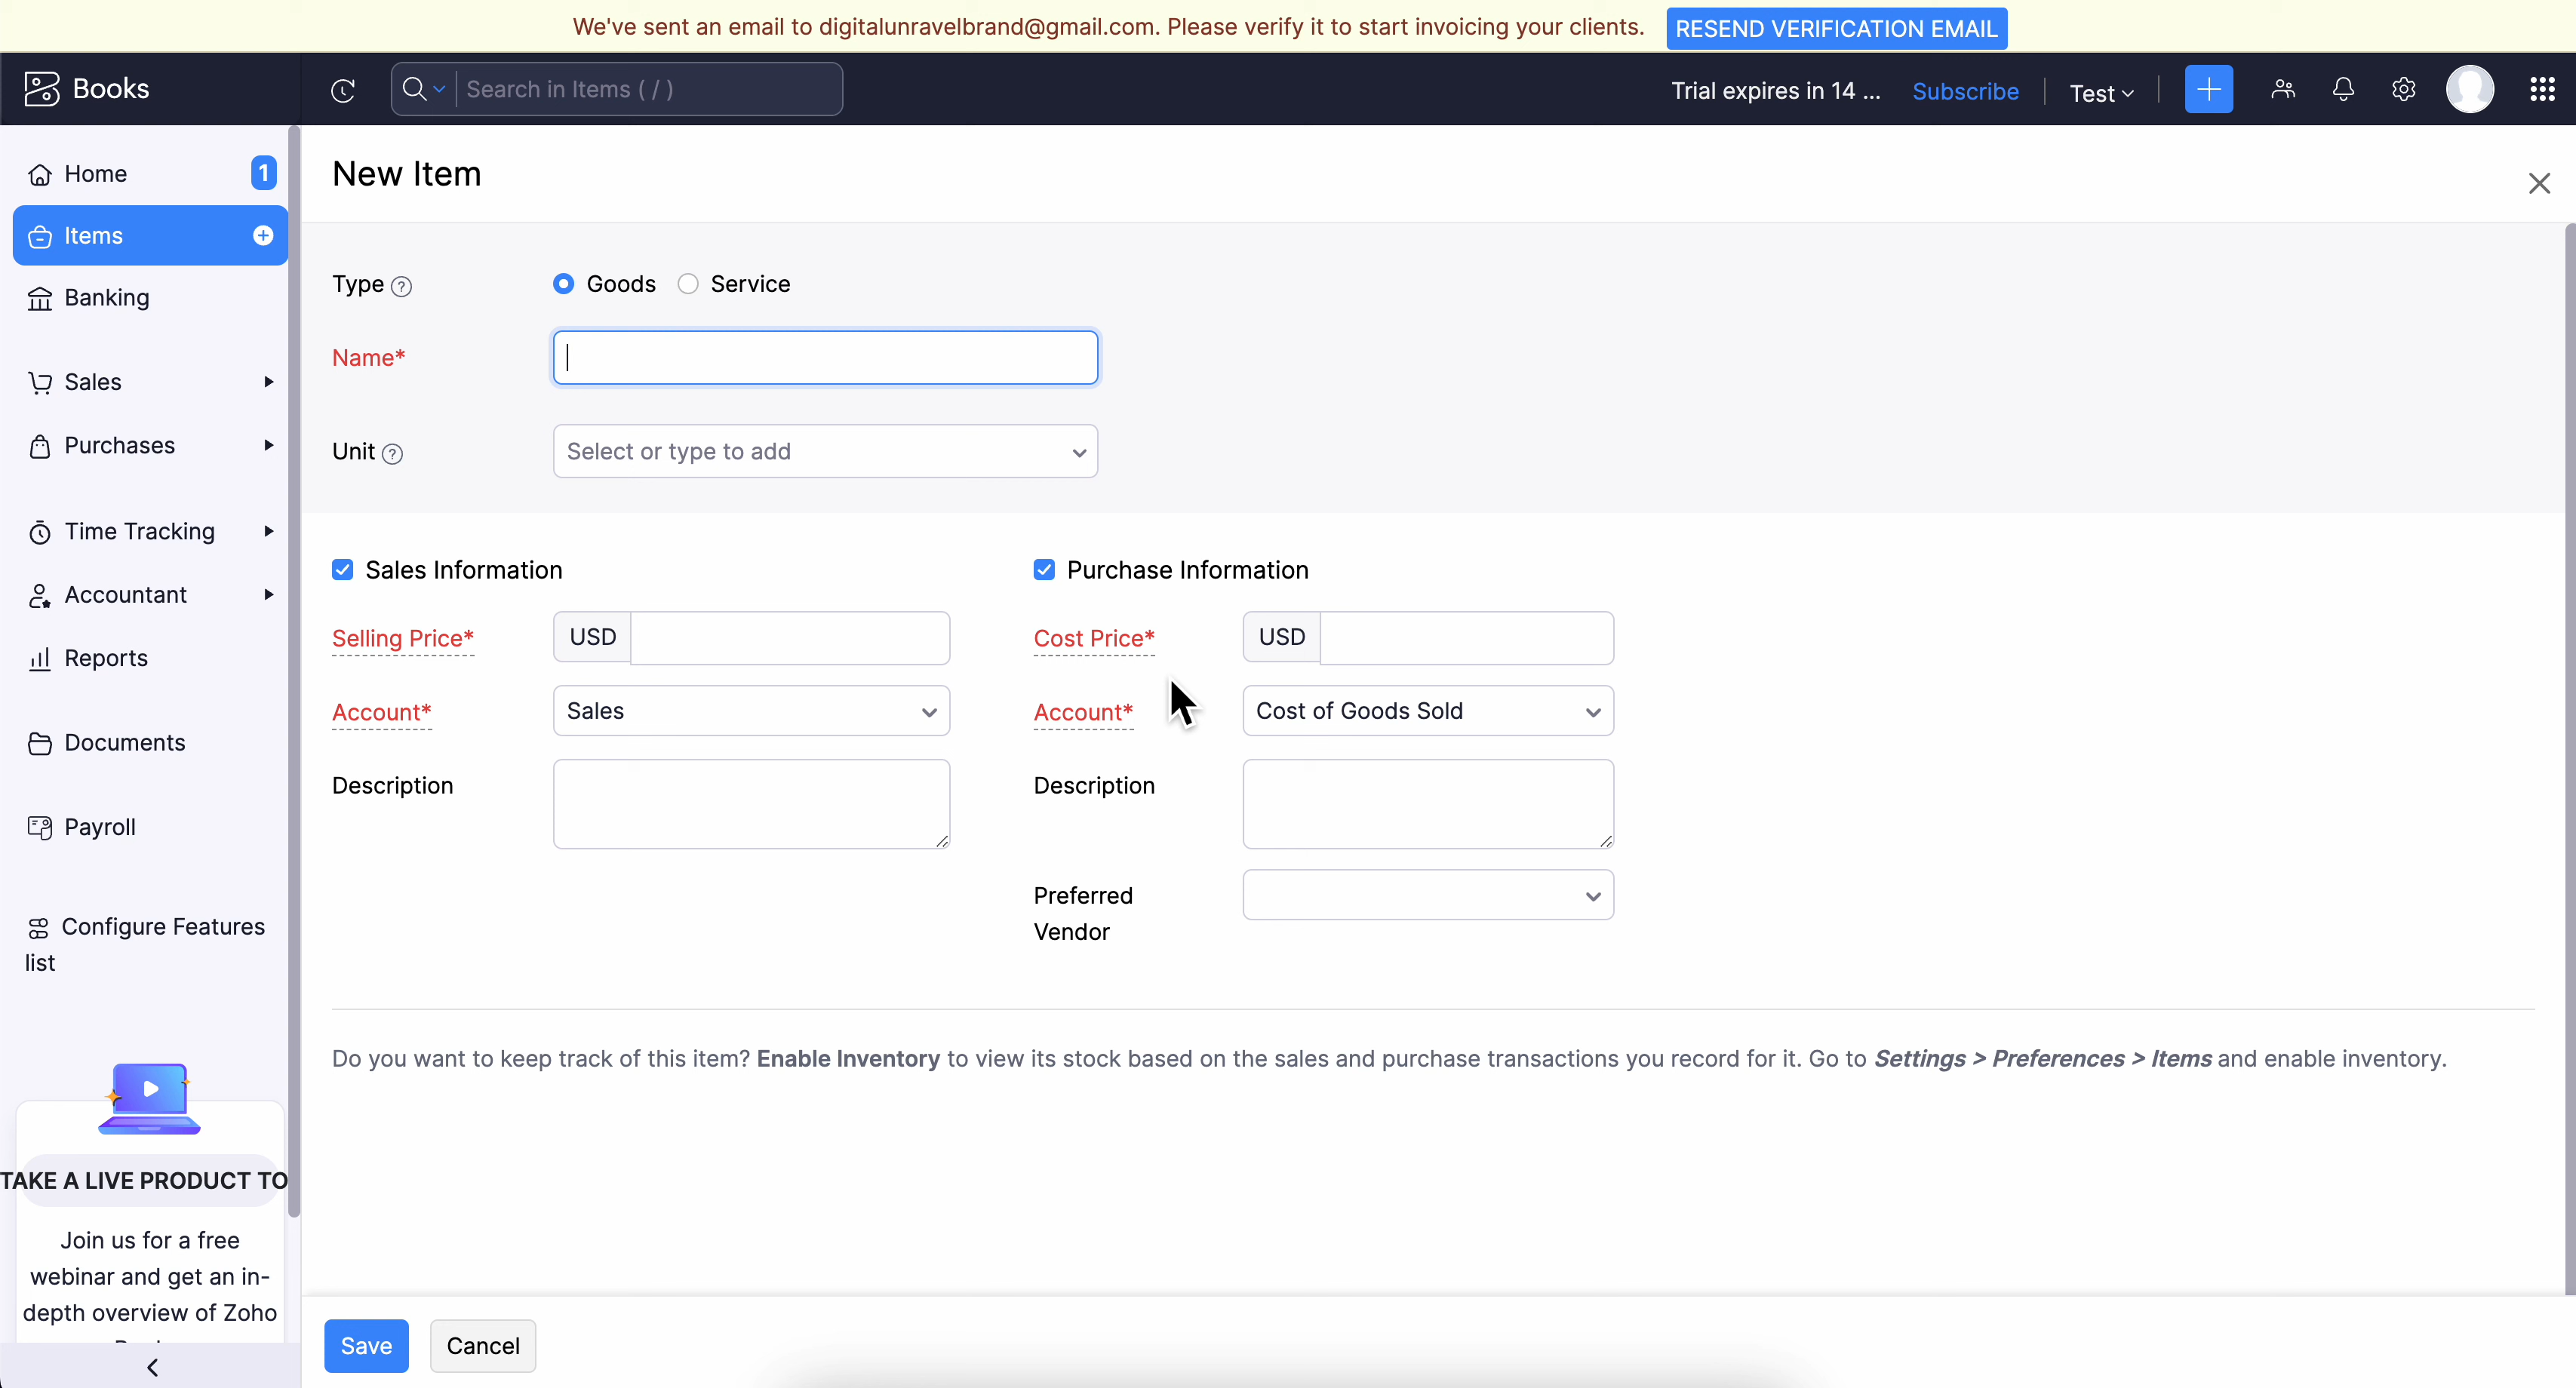 We've sent an email to digitalunravelbrand@gmail.com. Please verify it to start invoicing your clients. RESEND VERIFICATION EMAIL
Books
Search in Items ( / )
Trial expires in 14 ...
Subscribe
Test
Home
1
Items
Banking
Sales
Purchases
Time Tracking
Accountant
Reports
Documents
Payroll
Configure Features
list
TAKE A LIVE PRODUCT TO
Join us for a free
webinar and get an in-
depth overview of Zoho
New Item
Type
Goods
Service
Name*
Unit
Select or type to add
Sales Information
Selling Price*
USD
Account*
Sales
Description
Purchase Information
Cost Price*
USD
Account*
Cost of Goods Sold
Description
Preferred
Vendor
Do you want to keep track of this item? Enable Inventory to view its stock based on the sales and purchase transactions you record for it. Go to Settings > Preferences > Items and enable inventory.
Save
Cancel